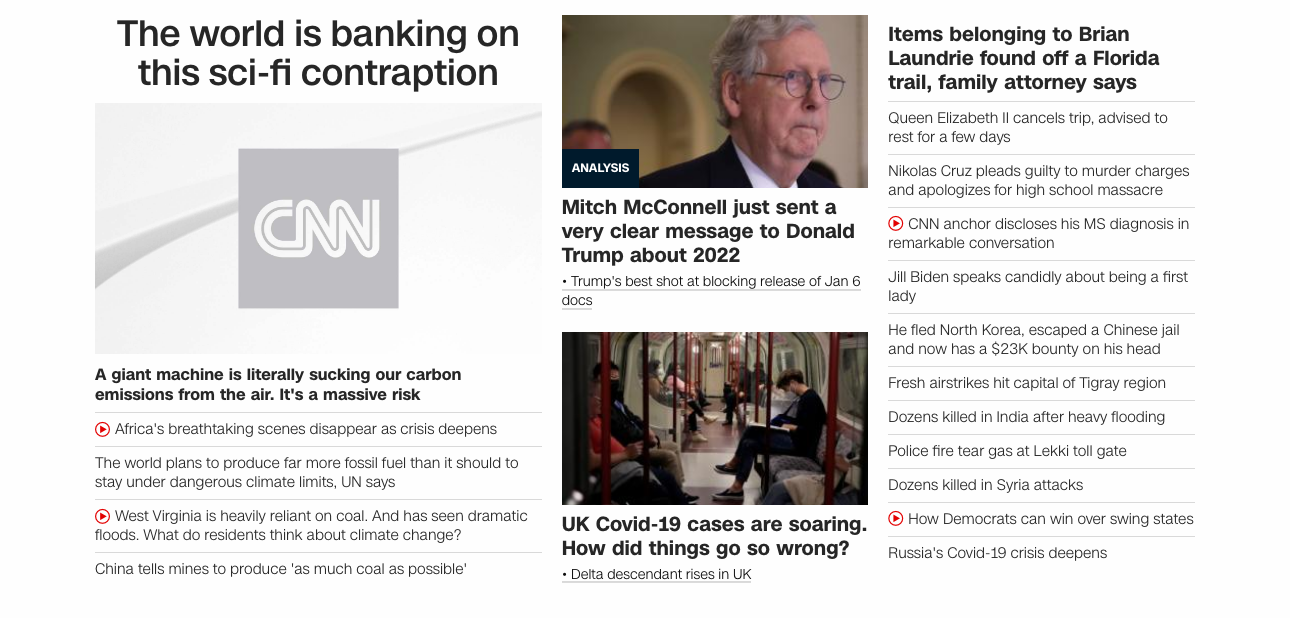 The world is banking on
this sci-fi contraption
CNN
A giant machine is literally sucking our carbon
emissions from the air. It's a massive risk
Africa's breathtaking scenes disappear as crisis deepens
The world plans to produce far more fossil fuel than it should to
stay under dangerous climate limits, UN says
West Virginia is heavily reliant on coal. And has seen dramatic
floods. What do residents think about climate change?
China tells mines to produce 'as much coal as possible'
ANALYSIS
Mitch McConnell just sent a
very clear message to Donald
Trump about 2022
• Trump's best shot at blocking release of Jan 6
docs
UK Covid-19 cases are soaring.
How did things go so wrong?
• Delta descendant rises in UK
Items belonging to Brian
Laundrie found off a Florida
trail, family attorney says
Queen Elizabeth II cancels trip, advised to
rest for a few days
Nikolas Cruz pleads guilty to murder charges
and apologizes for high school massacre
CNN anchor discloses his MS diagnosis in
remarkable conversation
Jill Biden speaks candidly about being a first
lady
He fled North Korea, escaped a Chinese jail
and now has a $23K bounty on his head
Fresh airstrikes hit capital of Tigray region
Dozens killed in India after heavy flooding
Police fire tear gas at Lekki toll gate
Dozens killed in Syria attacks
How Democrats can win over swing states
Russia's Covid-19 crisis deepens